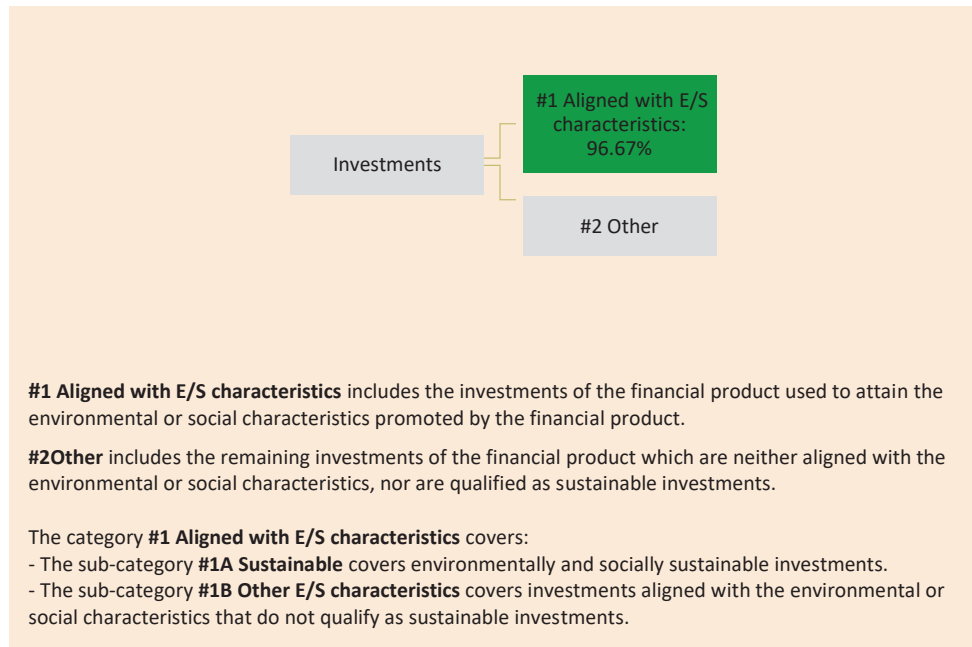 #1 Aligned with E/S
characteristics:
96.67%
Investments
#2 Other
#1 Aligned with E/S characteristics includes the investments of the financial product used to attain the
environmental or social characteristics promoted by the financial product.
#2Other includes the remaining investments of the financial product which are neither aligned with the
environmental or social characteristics, nor are qualified as sustainable investments.
The category #1 Aligned with E/S characteristics covers:
- The sub-category #1A Sustainable covers environmentally and socially sustainable investments.
- The sub-category #1B Other E/S characteristics covers investments aligned with the environmental or
social characteristics that do not qualify as sustainable investments.